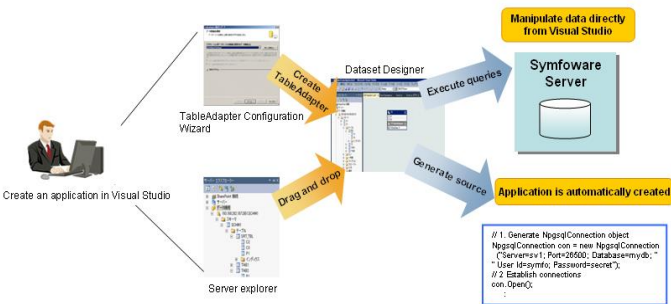 Manipulate data directly
from Visual Studio
Create
TableAdapter
Dataset Designer
Execute queries
Symfoware
Server
TableAdapter Configuration
Wizard
Create an application in Visual Studio
Drag and drop
Generate source
Application is automatically created
Server explorer
// 1. Generate NpgsqlConnection object
NpgsqlConnection con = new NpgsqlConnection
("Server=sv1; Port=26500; Database=mydb; "
" User Id=symfo; Password=secret");
// 2 Establish connections
con.Open();
: